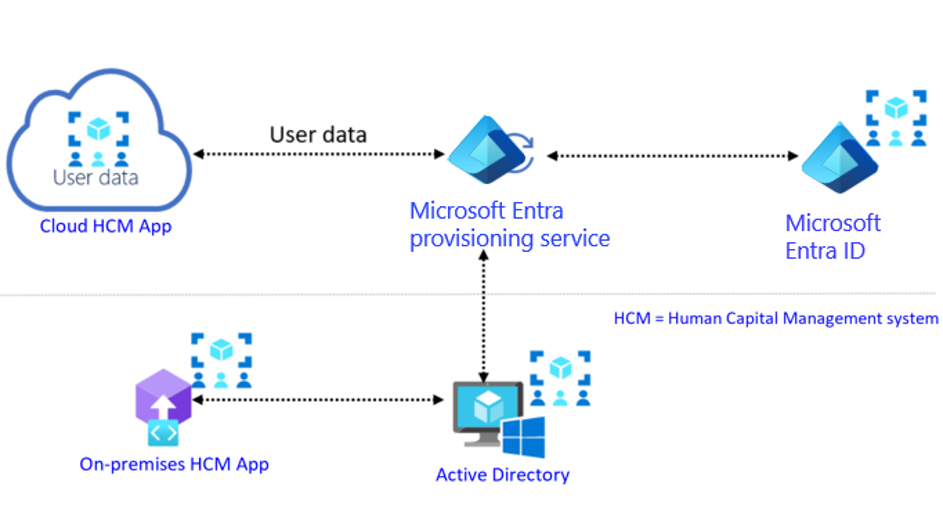 User data
User data
Cloud HCM App
Microsoft Entra
provisioning service
Microsoft
Entra ID
HCM = Human Capital Management system
On-premises HCM App
Active Directory